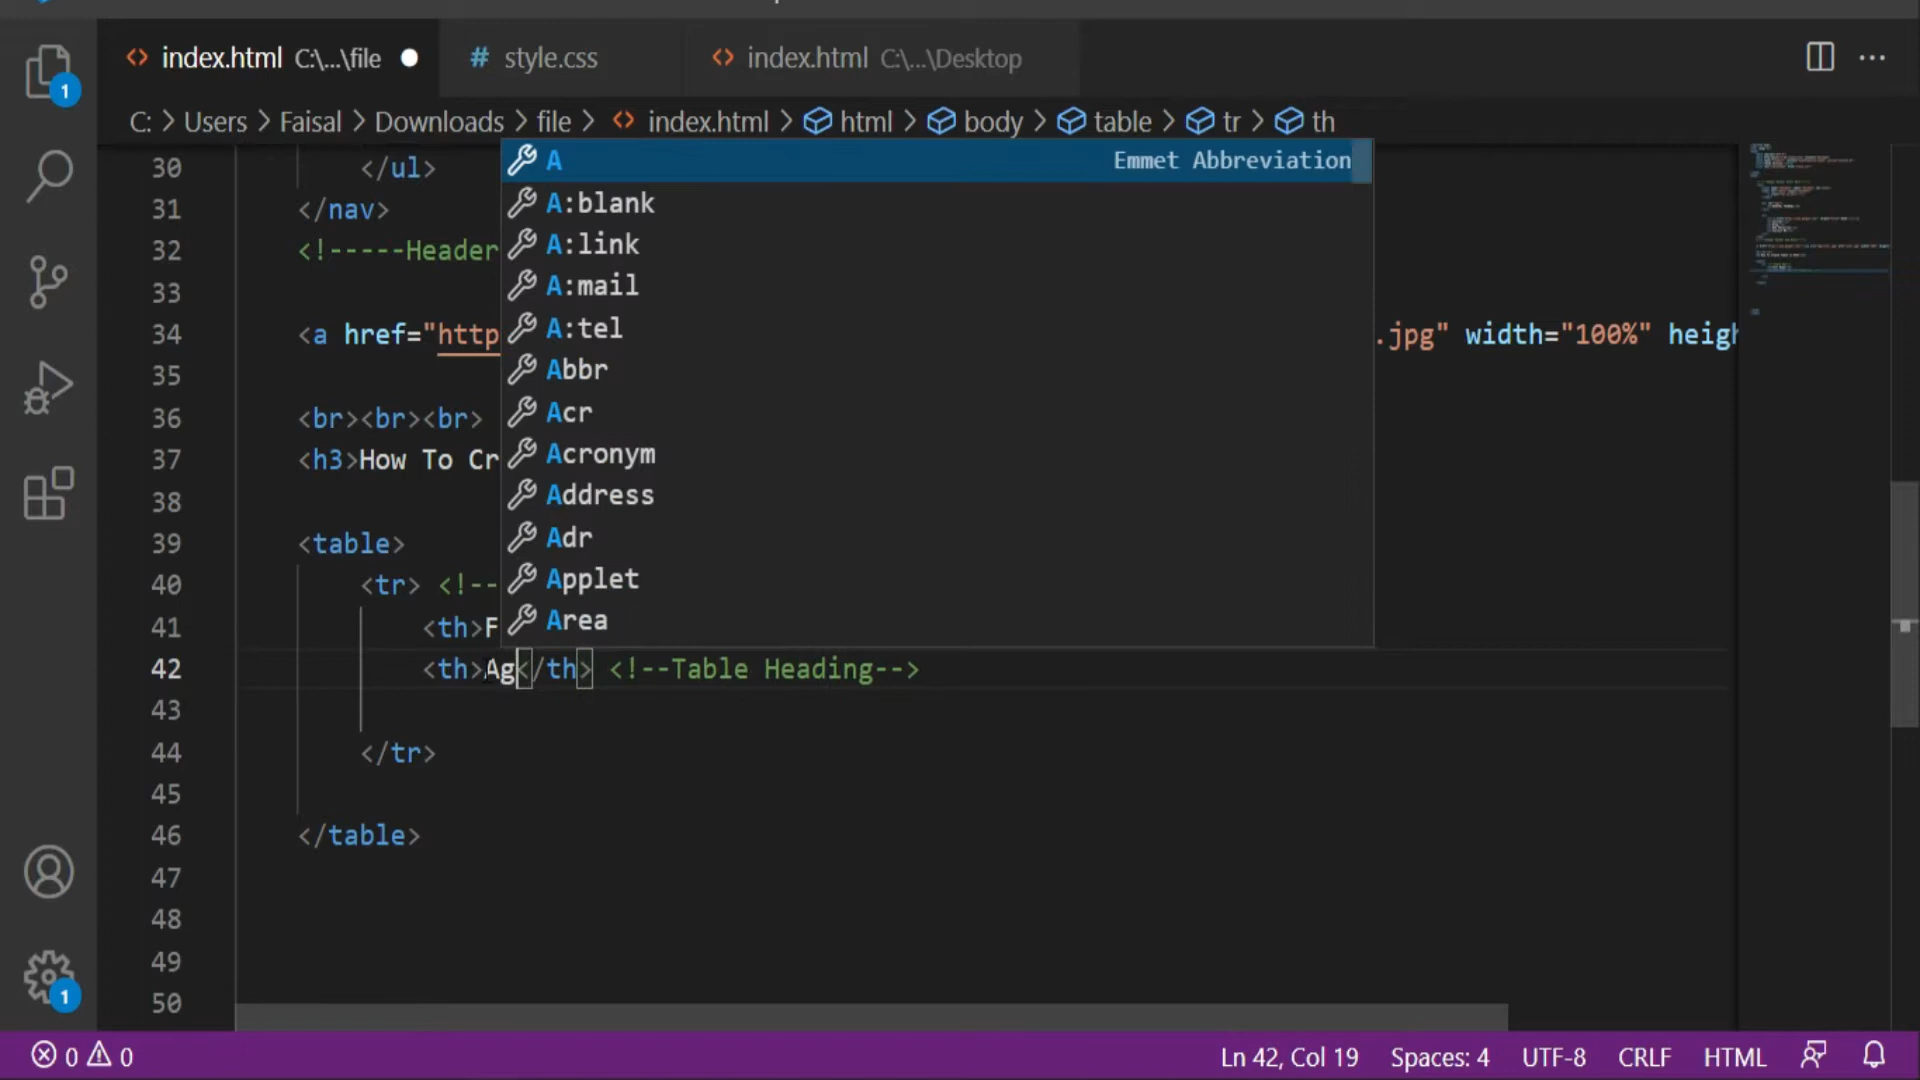 index.html C:\...\file # style.css index.html C:\...\Desktop
C: > Users > Faisal > Downloads > file > index.html > html > body > table > tr > th
30 </ul>
31 </nav>
32 <!-----Header
33
34 <a href="http .jpg" width="100%" heigh
35
36 <br><br><br>
37 <h3>How To Cr
38
39 <table>
40 <tr> <!--
41 <th>F
42 <th>Ag</th> <!--Table Heading-->
43
44 </tr>
45
46 </table>
47
48
49
50
A Emmet Abbreviation
A:blank
A:link
A:mail
A:tel
Abbr
Acr
Acronym
Address
Adr
Applet
Area
1
1
0 0 Ln 42, Col 19 Spaces: 4 UTF-8 CRLF HTML